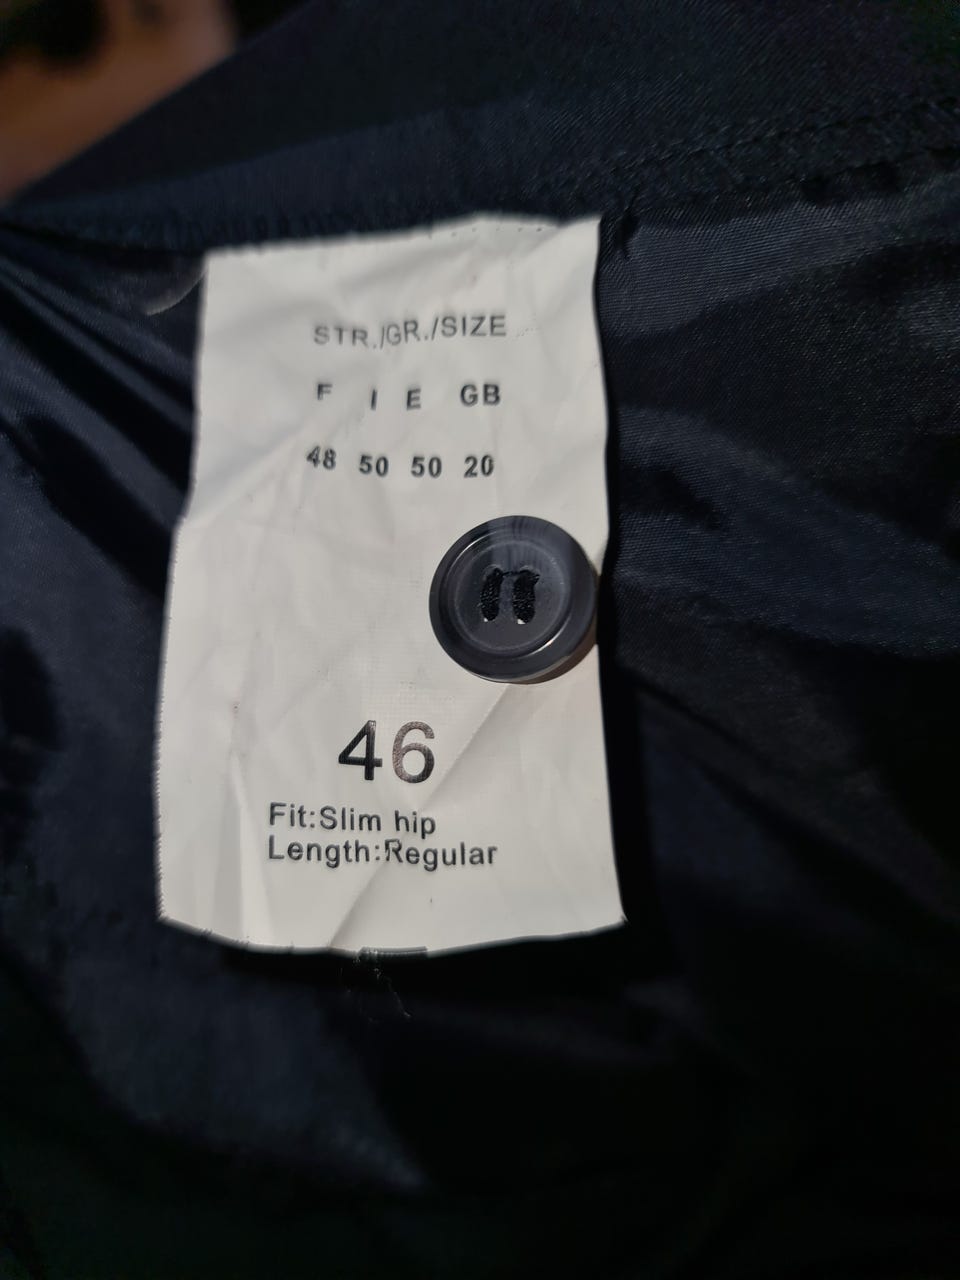 STR./GR./SIZE
F I E GB
48 50 50 20
46
Fit:Slim hip
Length:Regular